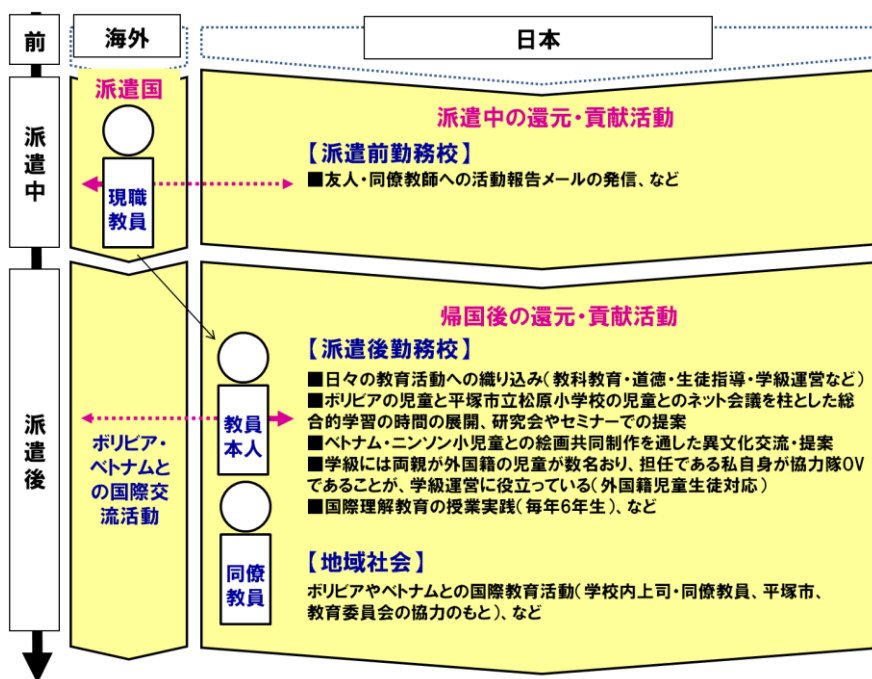 前
海外
日本
派遣中
派遣国
現職
教員
派遣中の還元・貢献活動
【派遣前勤務校】
■友人・同僚教師への活動報告メールの発信、など
派遣後
ボリビア・
ベトナムと
の国際交
流活動
教員
本人
同僚
教員
帰国後の還元・貢献活動
【派遣後勤務校】
■日々の教育活動への織り込み(教科教育・道徳・生徒指導・学級運営など)
■ボリビアの児童と平塚市立松原小学校の児童とのネット会議を柱とした総
合的学習の時間の展開、研究会やセミナーでの提案
■ベトナム・ニンソン小児童との絵画共同制作を通した異文化交流・提案
■学級には両親が外国籍の児童が数名おり、担任である私自身が協力隊OV
であることが、学級運営に役立っている(外国籍児童生徒対応)
■国際理解教育の授業実践(毎年6年生)、など
【地域社会】
ボリビアやベトナムとの国際教育活動(学校内上司・同僚教員、平塚市、
教育委員会の協力のもと)、など